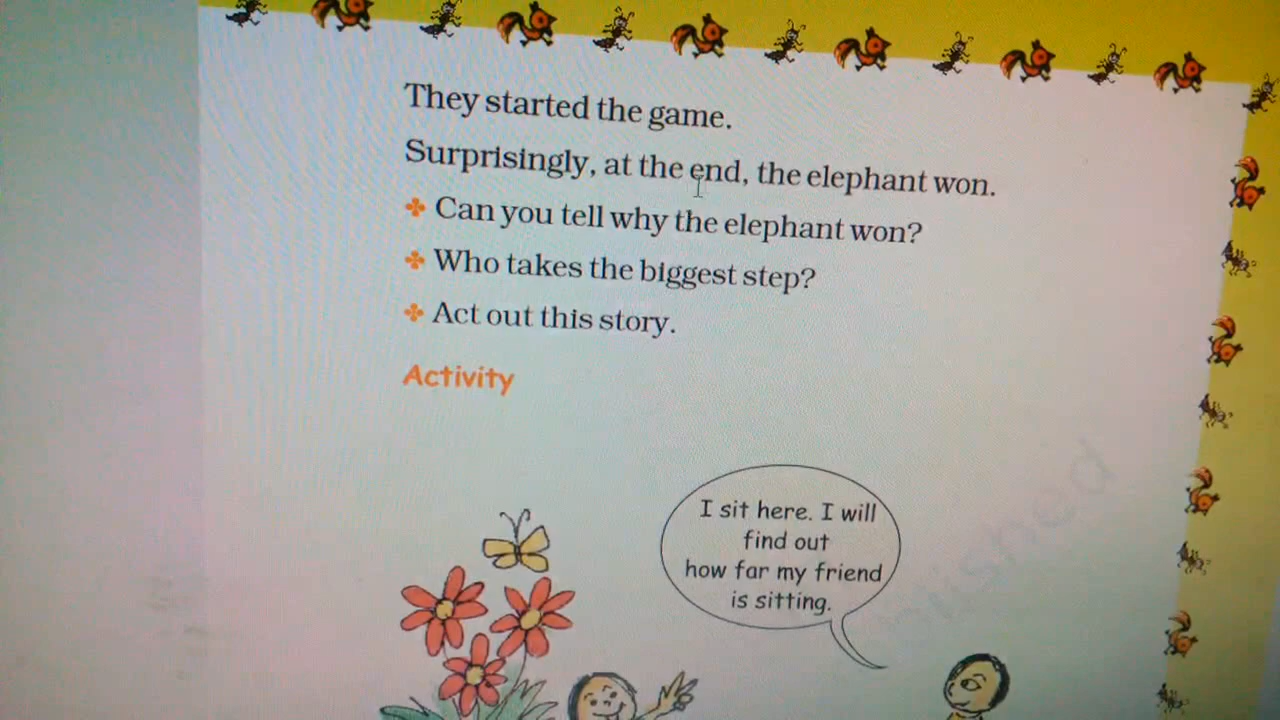 They started the game.
Surprisingly, at the end, the elephant won.
Can you tell why the elephant won?
Who takes the biggest step?
Act out this story.
Activity
I sit here. I will
find out
how far my friend
is sitting.